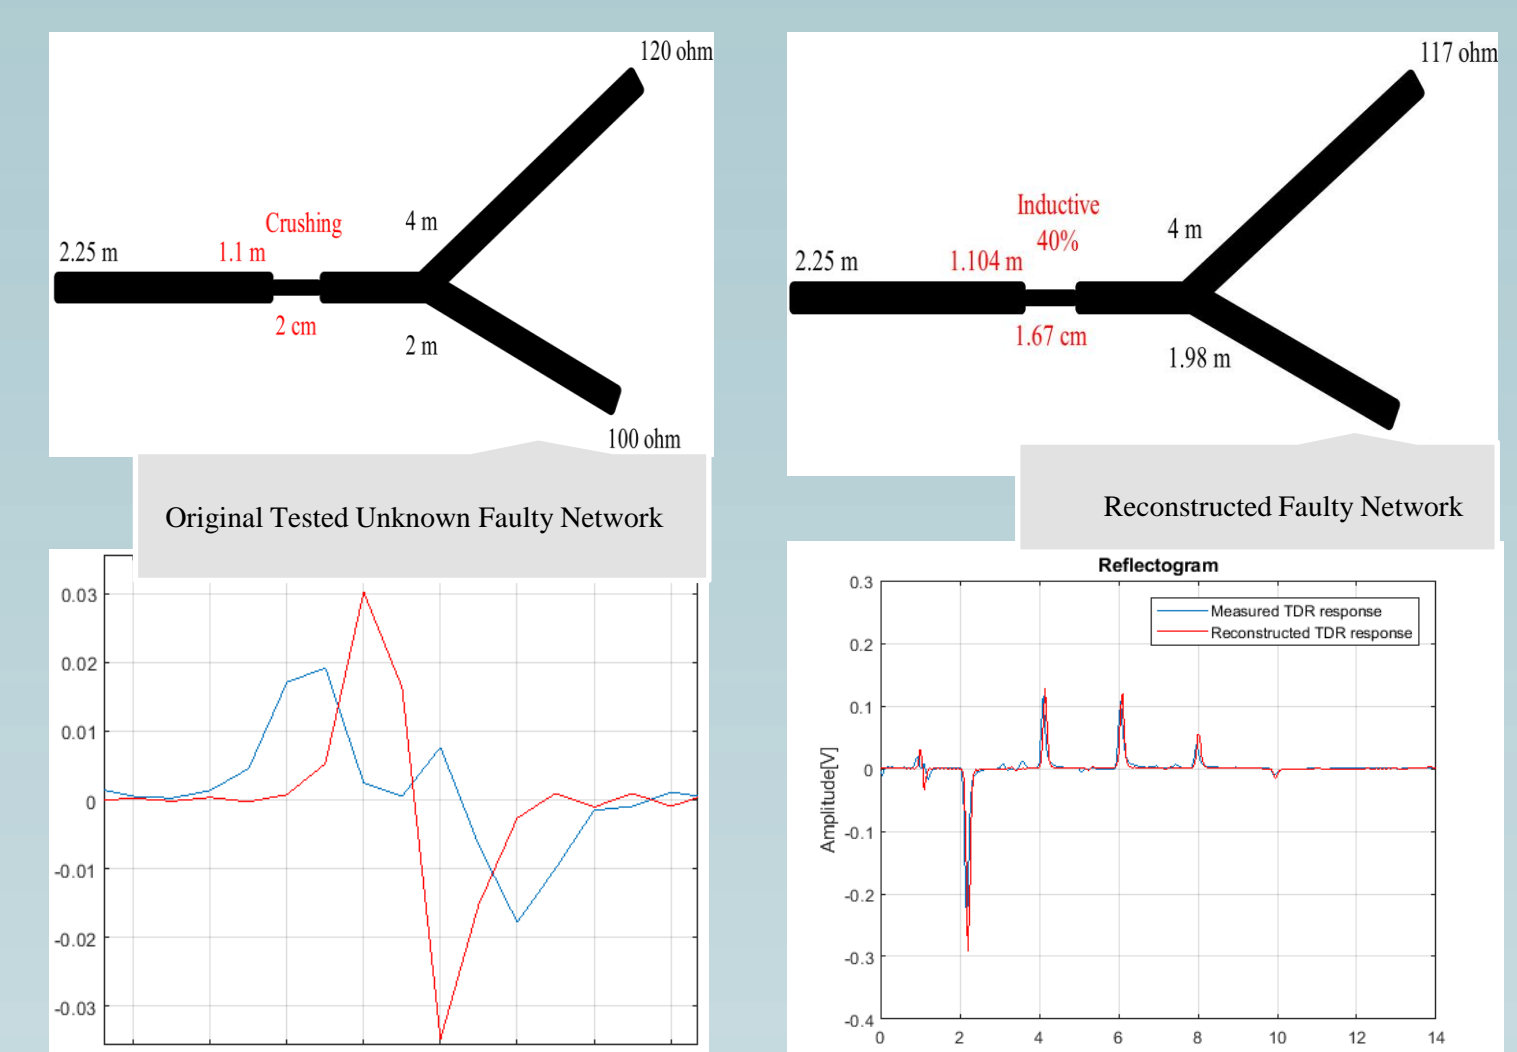 120 ohm
Crushing
4 m
2.25 m
1.1 m
2 cm
2 m
100 ohm
Original Tested Unknown Faulty Network
117 ohm
Inductive
40%
4 m
2.25 m
1.104 m
1.67 cm
1.98 m
Reconstructed Faulty Network
0.03
0.02
0.01
0
-0.01
-0.02
-0.03
Reflectogram
Measured TDR response
Reconstructed TDR response
Amplitude[V]
0.3
0.2
0.1
0
-0.1
-0.2
-0.3
-0.4
0 2 4 6 8 10 12 14